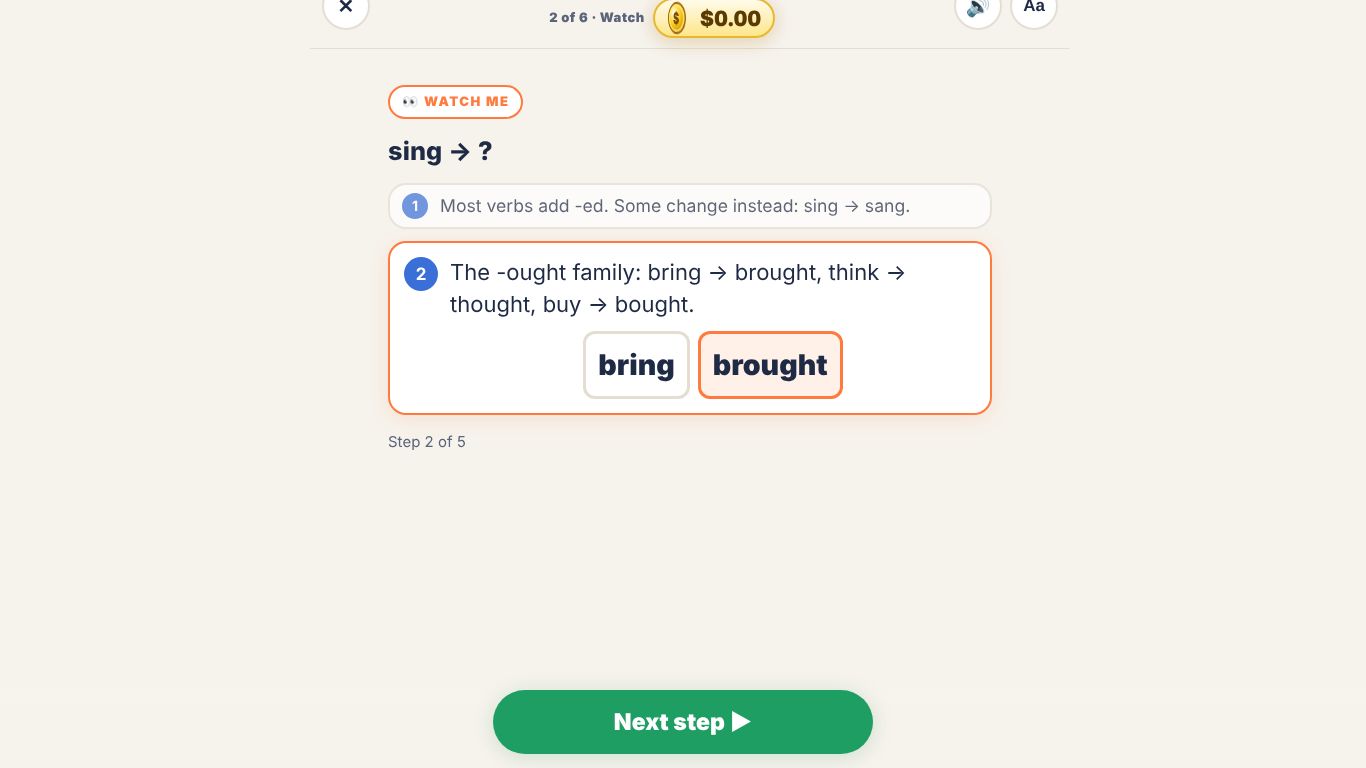 ✕
2 of 6 · Watch
$ $0.00
Aa
👀 WATCH ME
sing → ?
1 Most verbs add -ed. Some change instead: sing → sang.
2 The -ought family: bring → brought, think →
thought, buy → bought.
bring brought
Step 2 of 5
Next step ▶